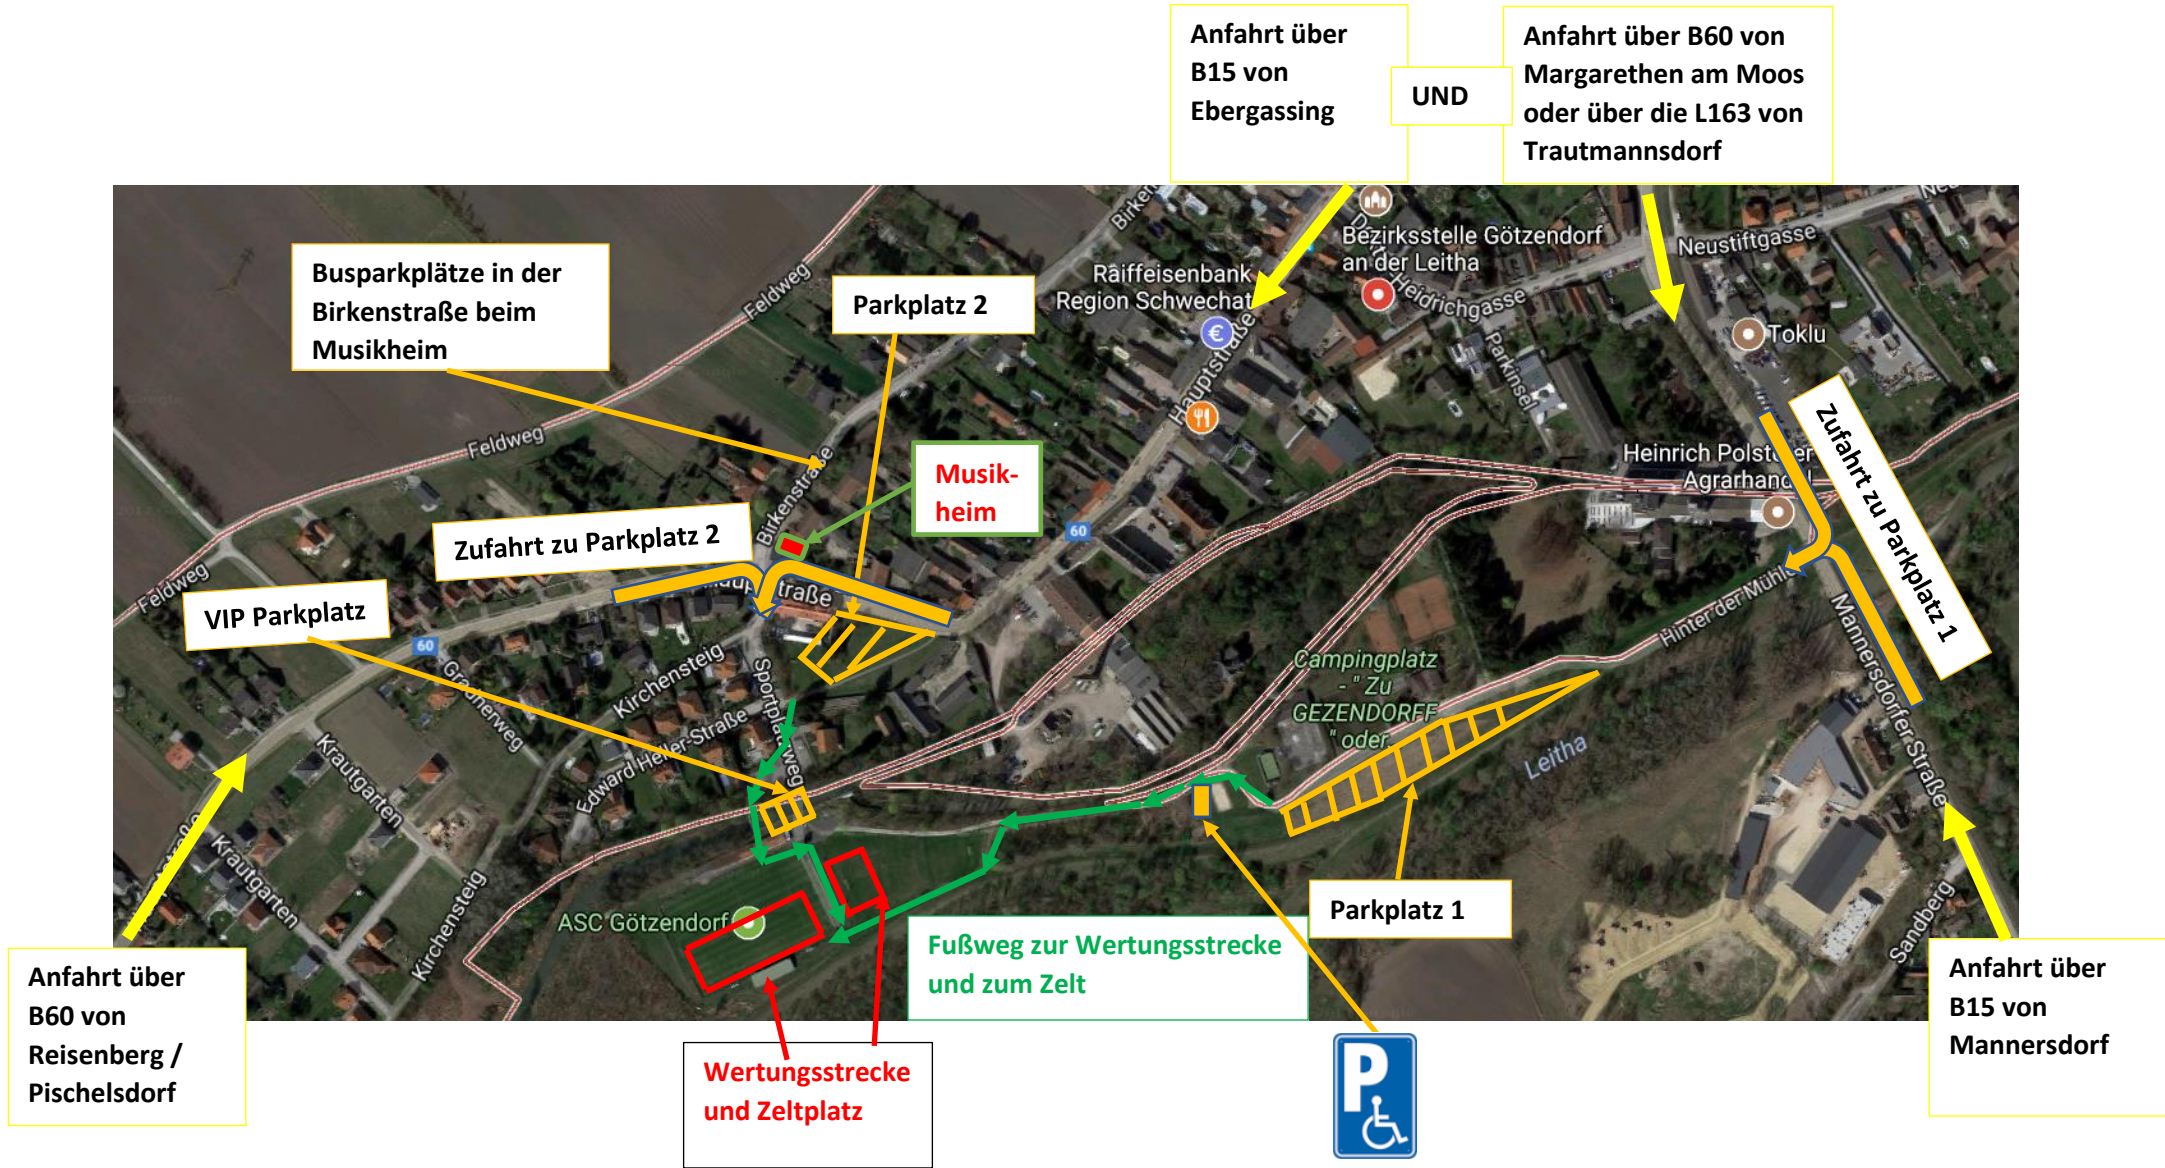 Anfahrt über
B15 von
Ebergassing
UND
Anfahrt über B60 von
Margarethen am Moos
oder über die L163 von
Trautmannsdorf
Busparkplätze in der
Birkenstraße beim
Musikheim
Parkplatz 2
Feldweg
Bezirksstelle Götzendorf
an der Leitha
Raiffeisenbank
Region Schwechat
€
Heidrichgasse
Neustiftgasse
Parkinsel
Toklu
Hauptstraße
Feldweg
Birkenstraße
Musik-
heim
60
Heinrich
Agrarhandel
Zufahrt zu Parkplatz 1
Zufahrt zu Parkplatz 2
Feldweg
VIP Parkplatz
60
Kirchensteig
Sportplatzweg
Edward Heller-Straße
Krautgarten
Krautgarten
Kirchensteig
Hinter der Mühle
Mannersdorfer Straße
Campingplatz
- " Zu
GEZENDORFF
" oder
Leitha
Sandberg
ASC Götzendorf
Parkplatz 1
Fußweg zur Wertungsstrecke
und zum Zelt
Anfahrt über
B60 von
Reisenberg /
Pischelsdorf
Wertungsstrecke
und Zeltplatz
P
Anfahrt über
B15 von
Mannersdorf